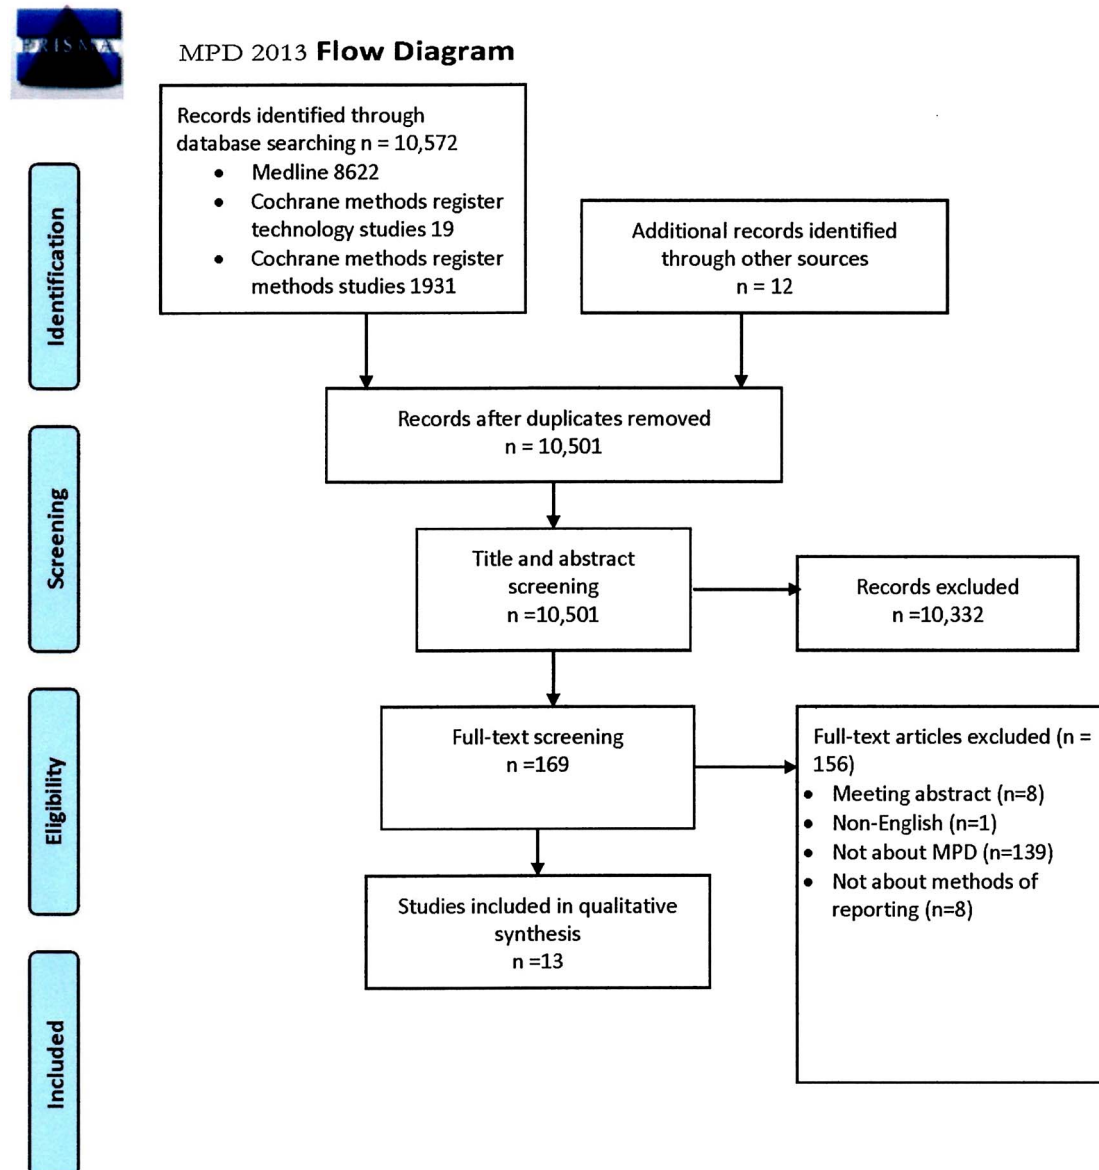 PRISMA
MPD 2013 Flow Diagram
Records identified through
database searching n = 10,572
• Medline 8622
• Cochrane methods register
technology studies 19
• Cochrane methods register
methods studies 1931
Additional records identified
through other sources
n = 12
Identification
Records after duplicates removed
n = 10,501
Screening
Title and abstract
screening
n =10,501
Records excluded
n =10,332
Eligibility
Full-text screening
n =169
Full-text articles excluded (n =
156)
• Meeting abstract (n=8)
• Non-English (n=1)
• Not about MPD (n=139)
• Not about methods of
reporting (n=8)
Studies included in qualitative
synthesis
n =13
Included